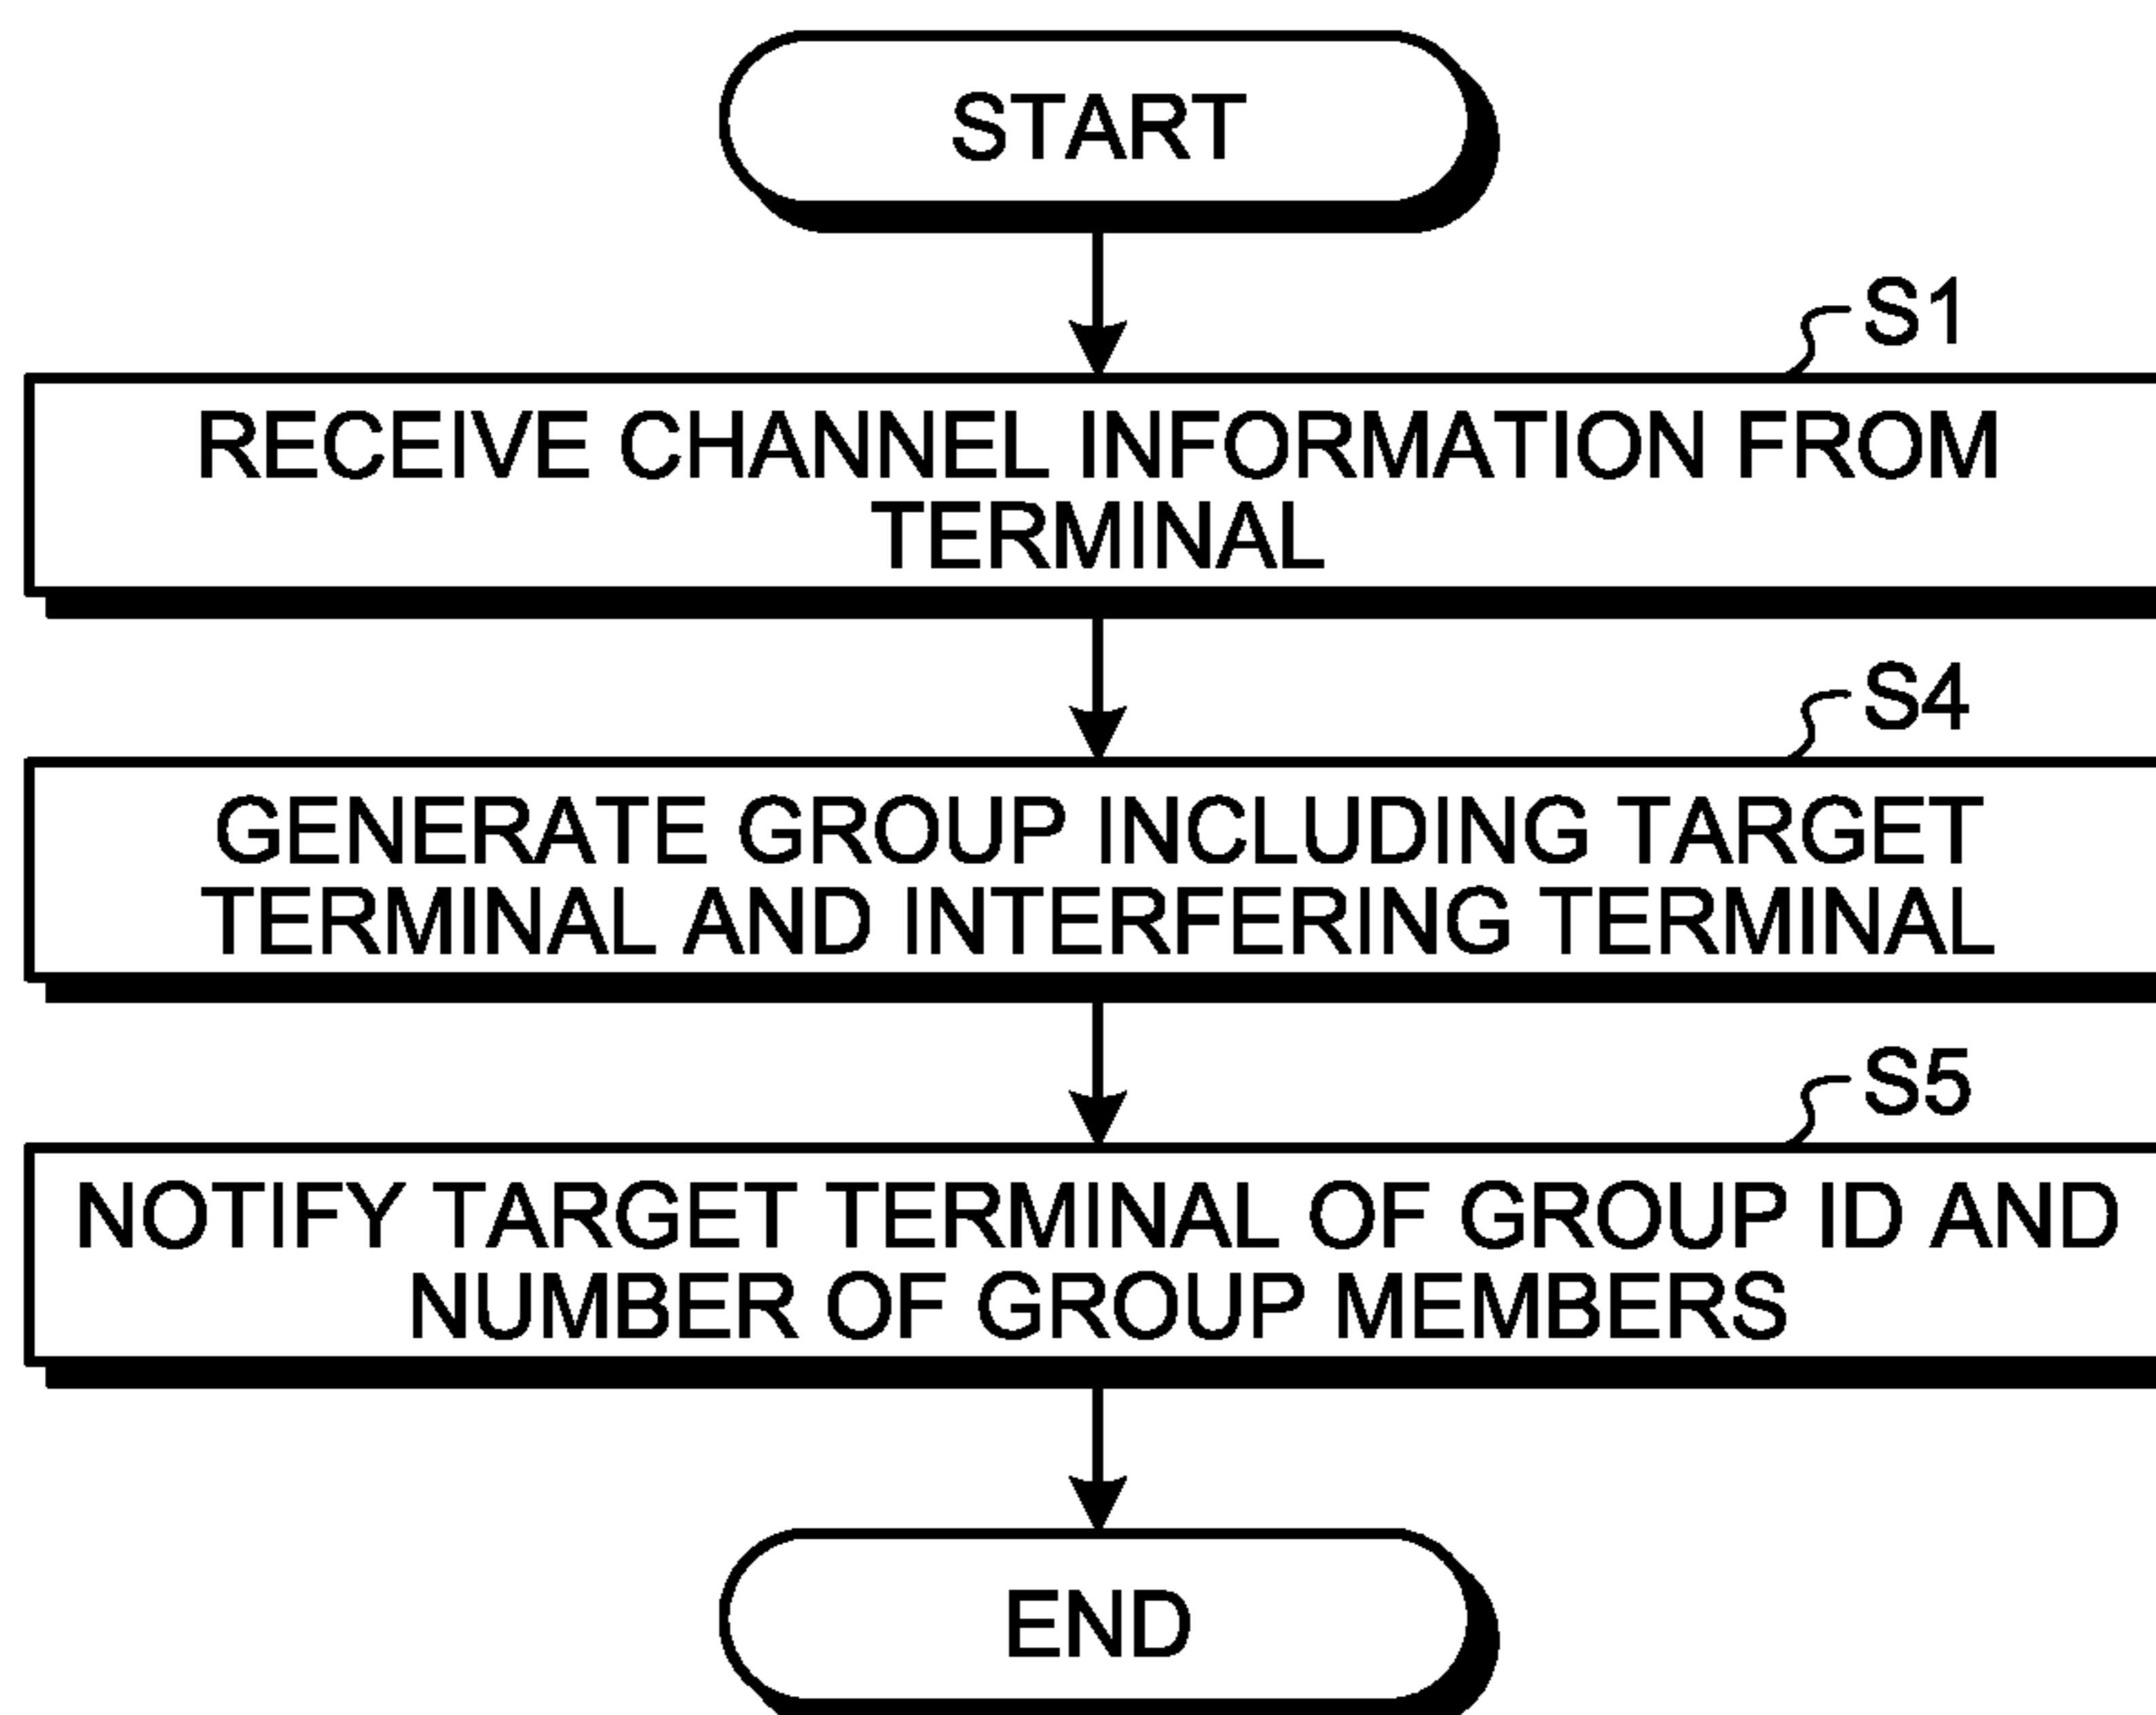 START
S1
RECEIVE CHANNEL INFORMATION FROM
TERMINAL
S4
GENERATE GROUP INCLUDING TARGET
TERMINAL AND INTERFERING TERMINAL
S5
NOTIFY TARGET TERMINAL OF GROUP ID AND
NUMBER OF GROUP MEMBERS
END